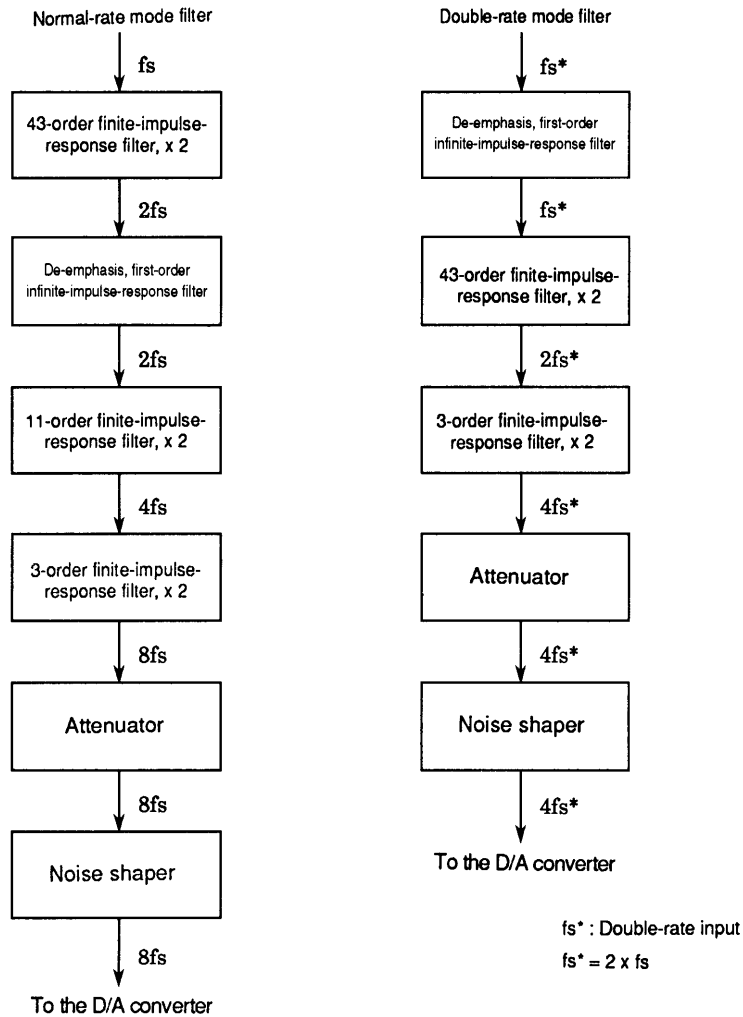 Normal-rate mode filter
fs
43-order finite-impulse-
response filter, x 2
2fs
De-emphasis, first-order
infinite-impulse-response filter
2fs
11-order finite-impulse-
response filter, x 2
4fs
3-order finite-impulse-
response filter, x 2
8fs
Attenuator
8fs
Noise shaper
8fs
To the D/A converter
Double-rate mode filter
fs*
De-emphasis, first-order
infinite-impulse-response filter
fs*
43-order finite-impulse-
response filter, x 2
2fs*
3-order finite-impulse-
response filter, x 2
4fs*
Attenuator
4fs*
Noise shaper
4fs*
To the D/A converter
fs* : Double-rate input
fs* = 2 x fs